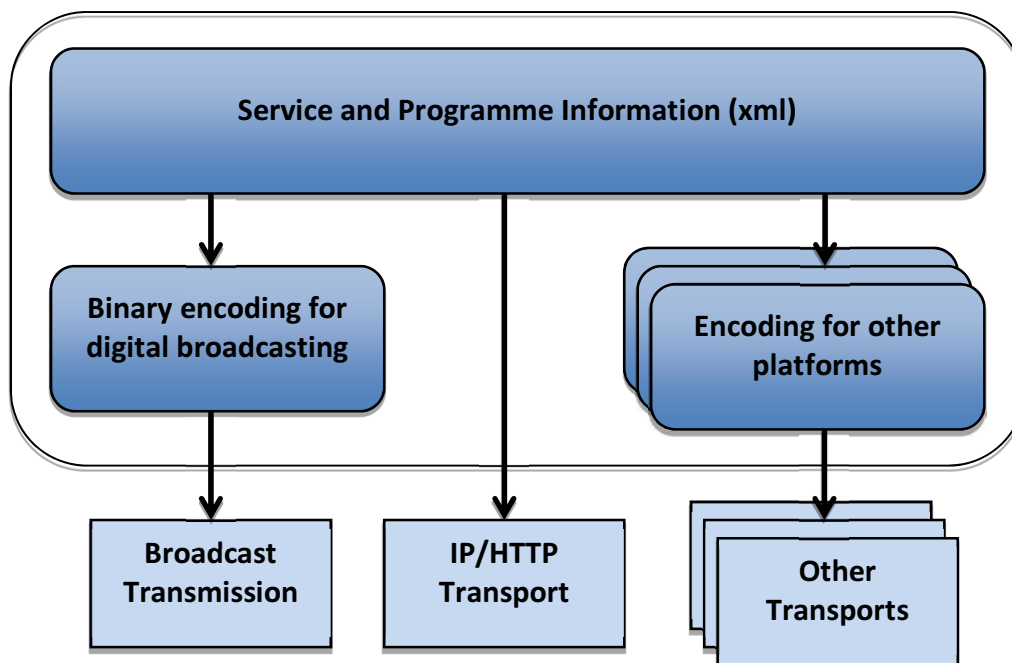 Service and Programme Information (xml)
Binary encoding for
digital broadcasting
Encoding for other
platforms
Broadcast
Transmission
IP/HTTP
Transport
Other
Transports